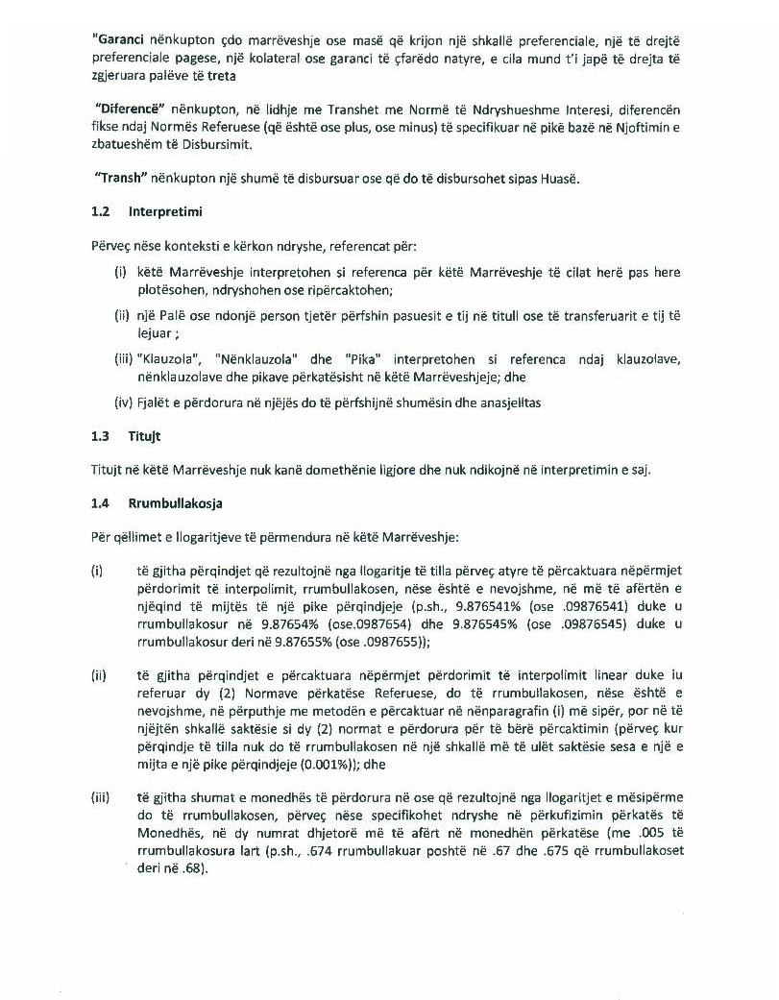 "Garanci nënkupton çdo marrëveshje ose masë që krijon një shkallë preferenciale, një të drejtë
preferenciale pagese, një kolateral ose garanci të çfarëdo natyre, e cila mund t'i japë të drejta të
zgjeruara palëve të treta
"Diferencë" nënkupton, në lidhje me Transhet me Normë të Ndryshueshme Interesi, diferencën
fikse ndaj Normës Referuese (që është ose plus, ose minus) të specifikuar në pikë bazë në Njoftimin e
zbatueshëm të Disbursimit.
"Transh" nënkupton një shumë të disbursuar ose që do të disbursohet sipas Huasë.
1.2 Interpretimi
Përveç nëse konteksti e kërkon ndryshe, referencat për:
(i) këtë Marrëveshje interpretohen si referenca për këtë Marrëveshje të cilat herë pas here
plotësohen, ndryshohen ose ripërcaktohen;
(ii) një Palë ose ndonjë person tjetër përfshin pasuesit e tij në titull ose të transferuarit e tij të
lejuar ;
(iii) "Klauzola", "Nënklauzola" dhe "Pika" interpretohen si referenca ndaj klauzolave,
nënklauzolave dhe pikave përkatësisht në këtë Marrëveshjeje; dhe
(iv) Fjalët e përdorura në njëjës do të përfshijnë shumësin dhe anasjelltas
1.3 Titujt
Titujt në këtë Marrëveshje nuk kanë domethënie ligjore dhe nuk ndikojnë në interpretimin e saj.
1.4 Rrumbullakosja
Për qëllimet e llogaritjeve të përmendura në këtë Marrëveshje:
(i) të gjitha përqindjet që rezultojnë nga llogaritje të tilla përveç atyre të përcaktuara nëpërmjet
përdorimit të interpolimit, rrumbullakosen, nëse është e nevojshme, në më të afërtën e
njëqind të mijtës të një pike përqindjeje (p.sh., 9.876541% (ose .09876541) duke u
rrumbullakosur në 9.87654% (ose.0987654) dhe 9.876545% (ose .09876545) duke u
rrumbullakosur deri në 9.87655% (ose .0987655));
(ii) të gjitha përqindjet e përcaktuara nëpërmjet përdorimit të interpolimit linear duke iu
referuar dy (2) Normave përkatëse Referuese, do të rrumbullakosen, nëse është e
nevojshme, në përputhje me metodën e përcaktuar në nënparagrafin (i) më sipër, por në të
njëjtën shkallë saktësie si dy (2) normat e përdorura për të bërë përcaktimin (përveç kur
përqindje të tilla nuk do të rrumbullakosen në një shkallë më të ulët saktësie sesa e një e
mijta e një pike përqindjeje (0.001%)); dhe
(iii) të gjitha shumat e monedhës të përdorura në ose që rezultojnë nga llogaritjet e mësipërme
do të rrumbullakosen, përveç nëse specifikohet ndryshe në përkufizimin përkatës të
Monedhës, në dy numrat dhjetorë më të afërt në monedhën përkatëse (me .005 të
rrumbullakosura lart (p.sh., .674 rrumbullakuar poshtë në .67 dhe .675 që rrumbullakoset
deri në .68).